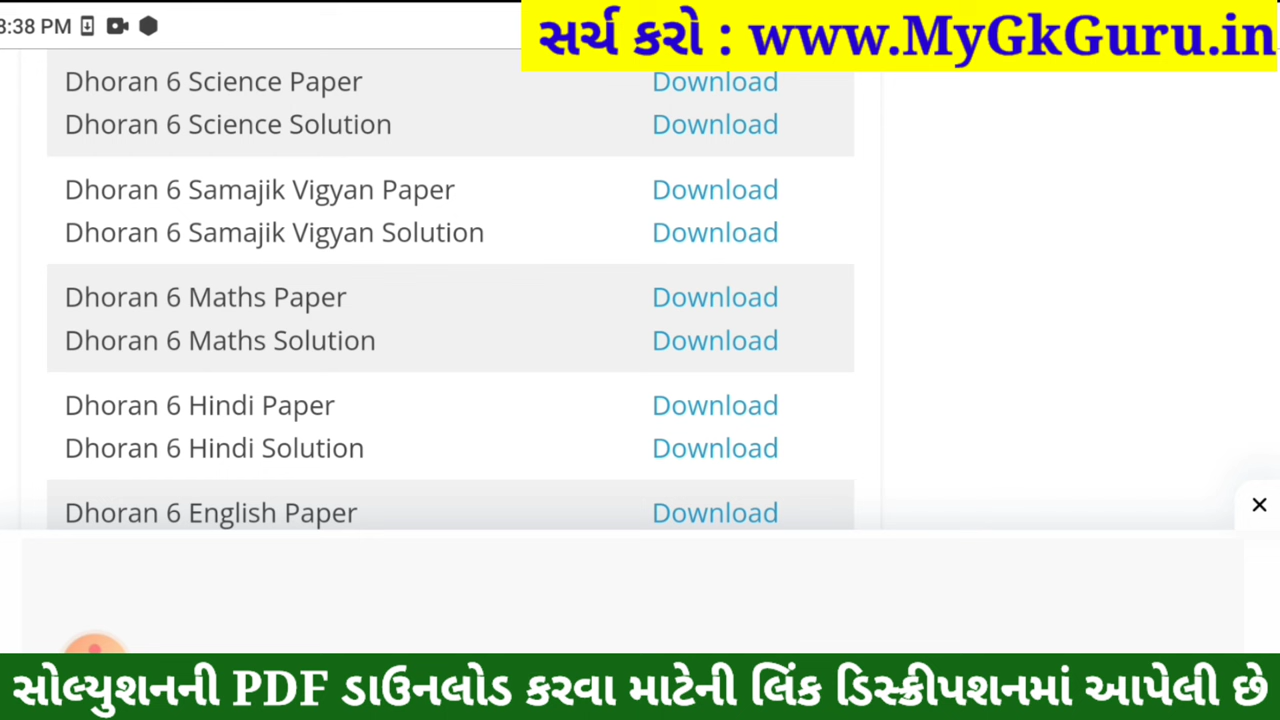 8:38 PM
સર્ચ કરો : www.MyGkGuru.in
Dhoran 6 Science Paper Download
Dhoran 6 Science Solution Download
Dhoran 6 Samajik Vigyan Paper Download
Dhoran 6 Samajik Vigyan Solution Download
Dhoran 6 Maths Paper Download
Dhoran 6 Maths Solution Download
Dhoran 6 Hindi Paper Download
Dhoran 6 Hindi Solution Download
Dhoran 6 English Paper Download
સોલ્યુશનની PDF ડાઉનલોડ કરવા માટેની લિંક ડિસ્ક્રીપશનમાં આપેલી છે